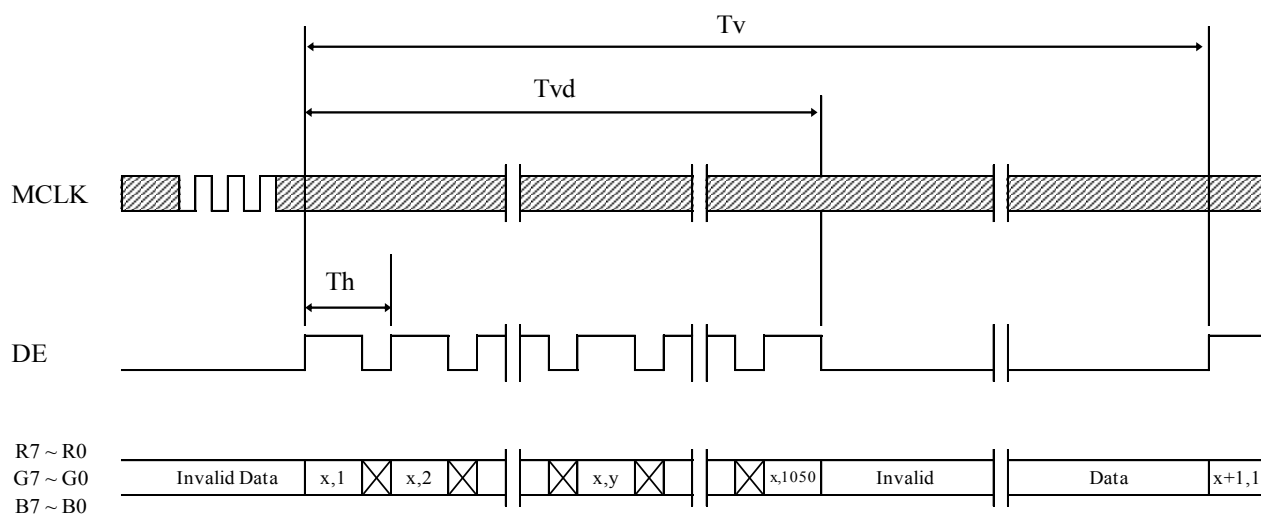 Tv
Tvd
MCLK
Th
DE
R7 ~ R0
G7 ~ G0
B7 ~ B0
Invalid Data
x,1
x,2
x,y
x,1050
Invalid
Data
x+1,1